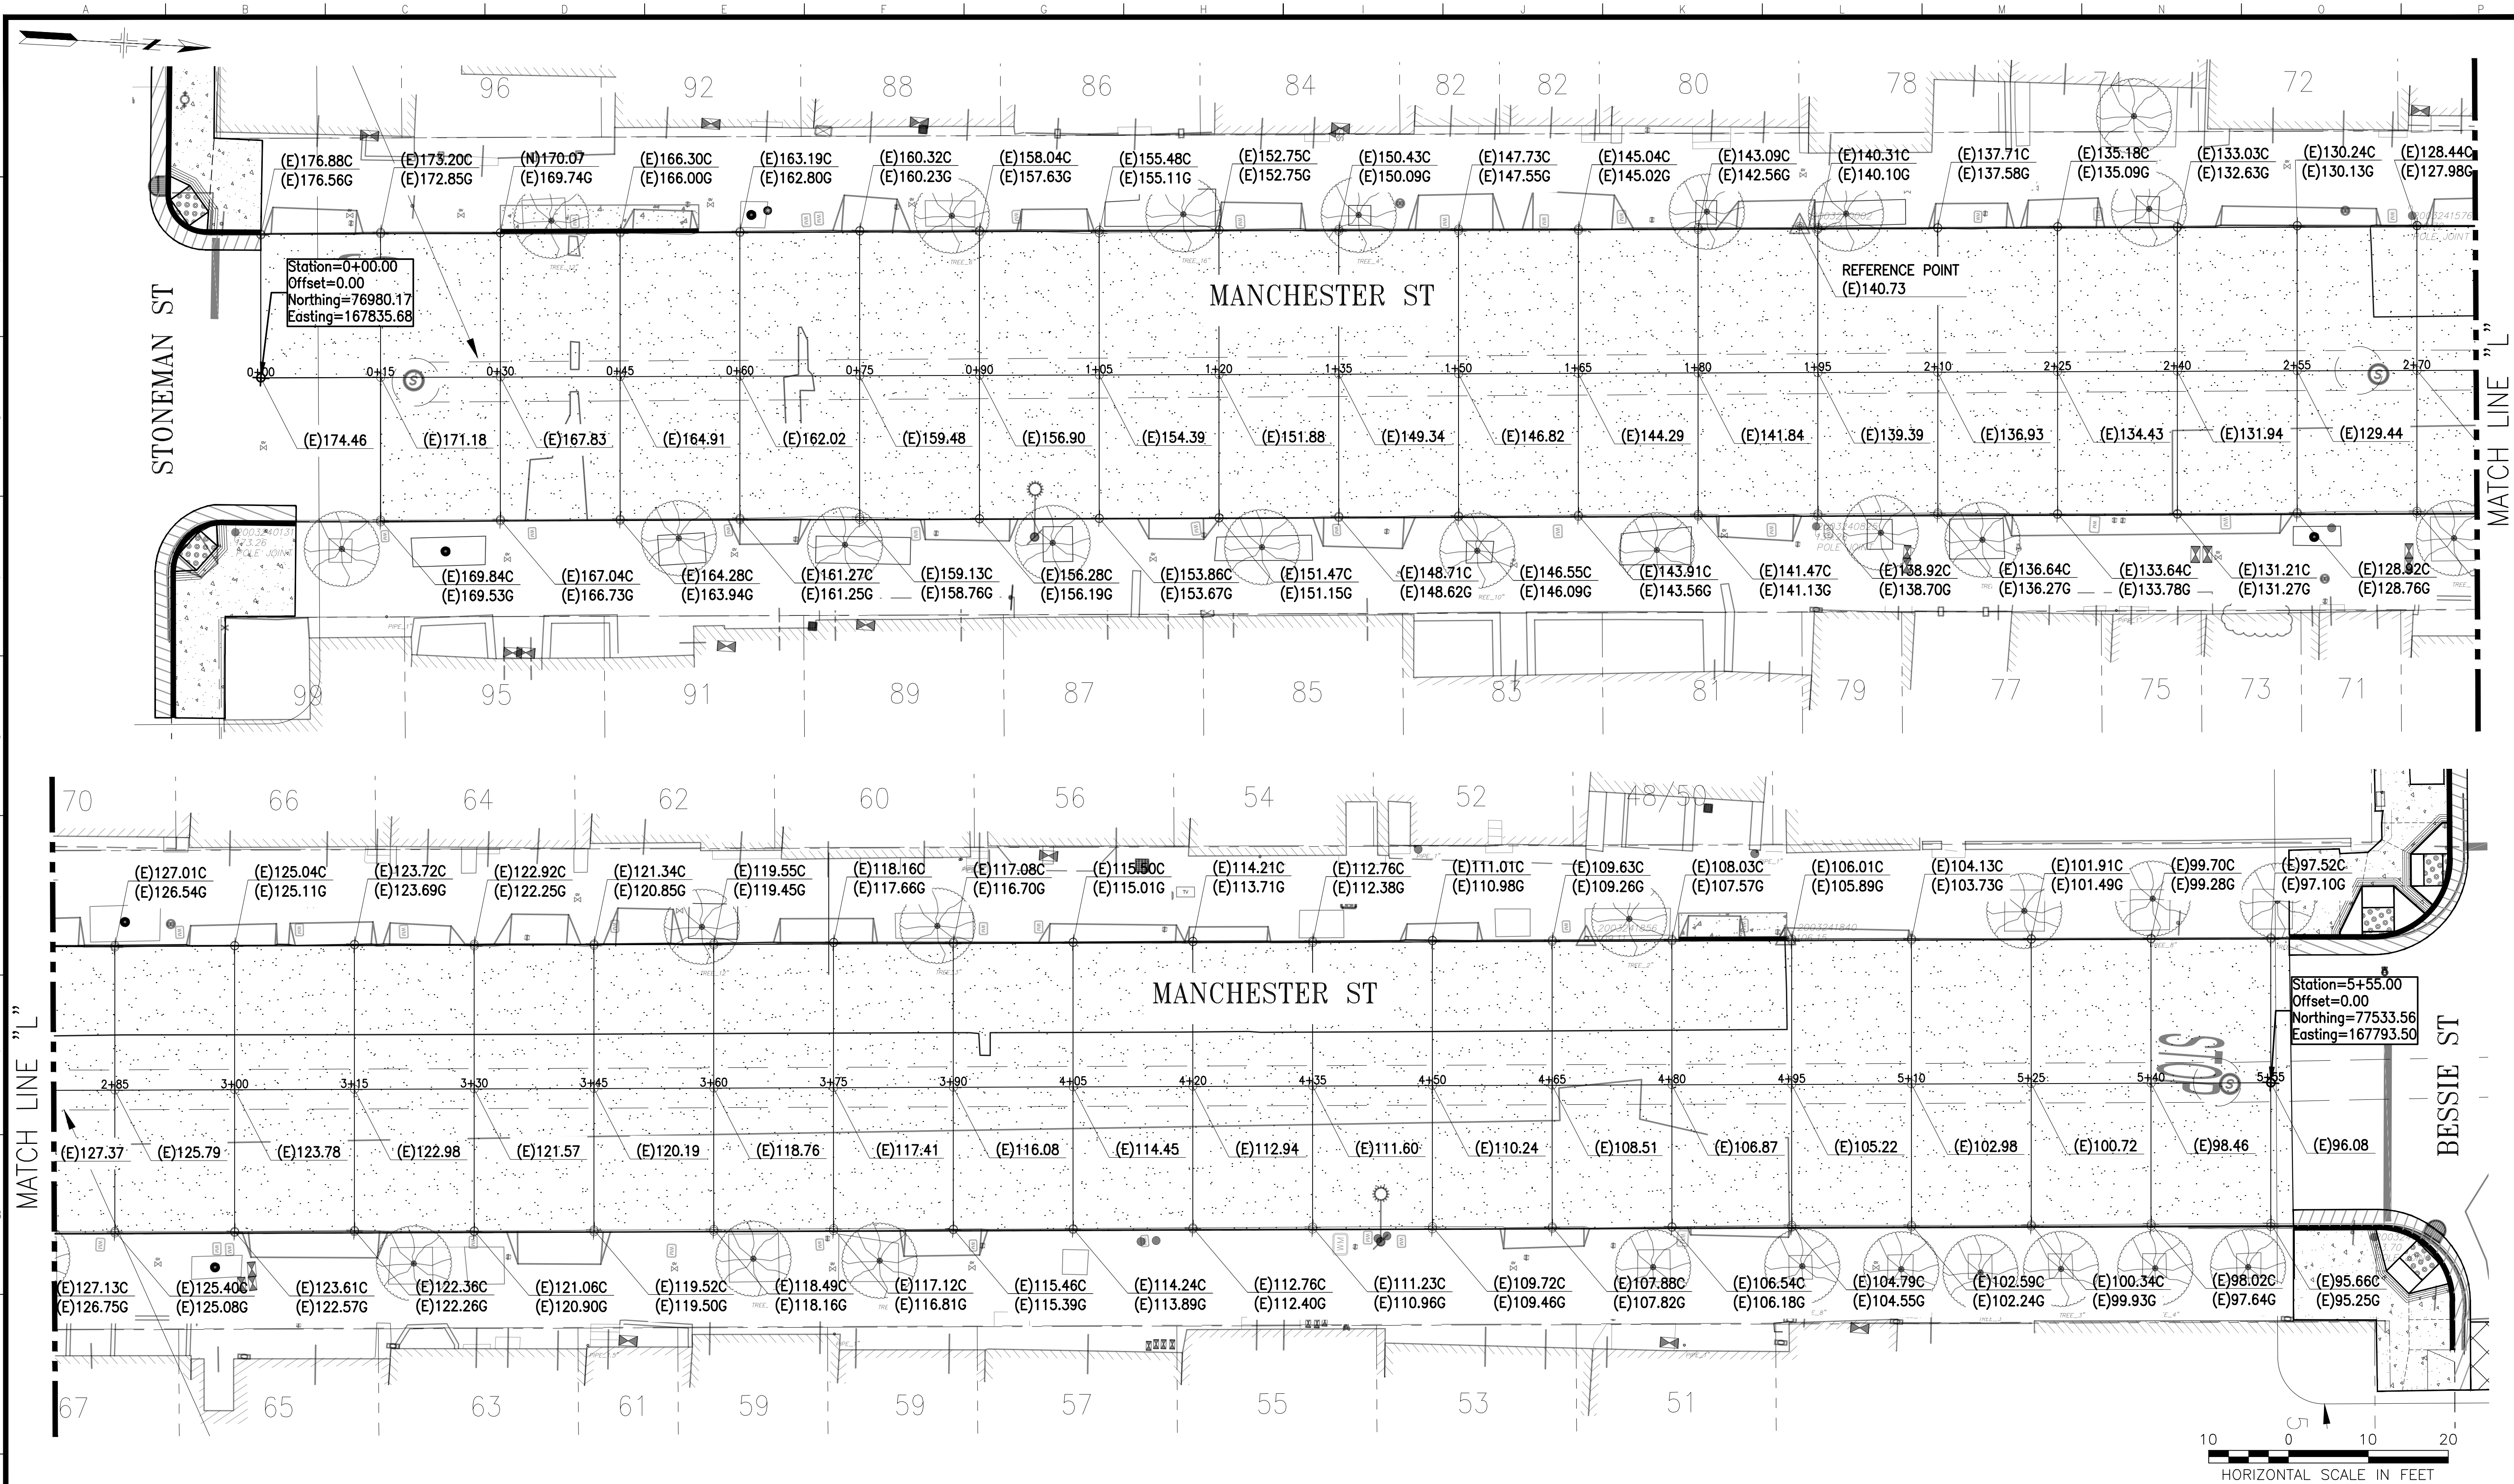 A B C D E F G H I J K L M N O P
96 92 88 86 84 82 82 80 78 74 72
(E)176.88C (E)173.20C (N)170.07 (E)166.30C (E)163.19C (E)160.32C (E)158.04C (E)155.48C (E)152.75C (E)150.43C (E)147.73C (E)145.04C (E)143.09C (E)140.31C (E)137.71C (E)135.18C (E)133.03C (E)130.24C (E)128.44C
(E)176.56G (E)172.85G (E)169.74G (E)166.00G (E)162.80G (E)160.23G (E)157.63G (E)155.11G (E)152.75G (E)150.09G (E)147.55G (E)145.02G (E)142.56G (E)140.10G (E)137.58G (E)135.09G (E)132.63G (E)130.13G (E)127.98G
TREE_12" TREE_6" TREE_16" TREE_4"
2003241576
POLE JOINT
Station=0+00.00
Offset=0.00
Northing=76980.17
Easting=167835.68
REFERENCE POINT
(E)140.73
MANCHESTER ST
STONEMAN ST
MATCH LINE "L"
0+00 0+15 0+30 0+45 0+60 0+75 0+90 1+05 1+20 1+35 1+50 1+65 1+80 1+95 2+10 2+25 2+40 2+55 2+70
S S
(E)174.46 (E)171.18 (E)167.83 (E)164.91 (E)162.02 (E)159.48 (E)156.90 (E)154.39 (E)151.88 (E)149.34 (E)146.82 (E)144.29 (E)141.84 (E)139.39 (E)136.93 (E)134.43 (E)131.94 (E)129.44
2003240131
173.26
POLE JOINT
POLE JOINT
(E)169.84C (E)167.04C (E)164.28C (E)161.27C (E)159.13C (E)156.28C (E)153.86C (E)151.47C (E)148.71C (E)146.55C (E)143.91C (E)141.47C (E)138.92C (E)136.64C (E)133.64C (E)131.21C (E)128.92C
(E)169.53G (E)166.73G (E)163.94G (E)161.25G (E)158.76G (E)156.19G (E)153.67G (E)151.15G (E)148.62G (E)146.09G (E)143.56G (E)141.13G (E)138.70G (E)136.27G (E)133.78G (E)131.27G (E)128.76G
99 95 91 89 87 85 83 81 79 77 75 73 71
70 66 64 62 60 56 54 52 48/50
(E)127.01C (E)125.04C (E)123.72C (E)122.92C (E)121.34C (E)119.55C (E)118.16C (E)117.08C (E)115.50C (E)114.21C (E)112.76C (E)111.01C (E)109.63C (E)108.03C (E)106.01C (E)104.13C (E)101.91C (E)99.70C (E)97.52C
(E)126.54G (E)125.11G (E)123.69G (E)122.25G (E)120.85G (E)119.45G (E)117.66G (E)116.70G (E)115.01G (E)113.71G (E)112.38G (E)110.98G (E)109.26G (E)107.57G (E)105.89G (E)103.73G (E)101.49G (E)99.28G (E)97.10G
TV
2003241856 2003241840
TREE_12" TREE_3" TREE_2" TREE_8"
MANCHESTER ST
Station=5+55.00
Offset=0.00
Northing=77533.56
Easting=167793.50
STOP
BESSIE ST
MATCH LINE "L"
2+85 3+00 3+15 3+30 3+45 3+60 3+75 3+90 4+05 4+20 4+35 4+50 4+65 4+80 4+95 5+10 5+25 5+40 5+55
S
(E)127.37 (E)125.79 (E)123.78 (E)122.98 (E)121.57 (E)120.19 (E)118.76 (E)117.41 (E)116.08 (E)114.45 (E)112.94 (E)111.60 (E)110.24 (E)108.51 (E)106.87 (E)105.22 (E)102.98 (E)100.72 (E)98.46 (E)96.08
WM
(E)127.13C (E)125.40C (E)123.61C (E)122.36C (E)121.06C (E)119.52C (E)118.49C (E)117.12C (E)115.46C (E)114.24C (E)112.76C (E)111.23C (E)109.72C (E)107.88C (E)106.54C (E)104.79C (E)102.59C (E)100.34C (E)98.02C (E)95.66C
(E)126.75G (E)125.08G (E)122.57G (E)122.26G (E)120.90G (E)119.50G (E)118.16G (E)116.81G (E)115.39G (E)113.89G (E)112.40G (E)110.96G (E)109.46G (E)107.82G (E)106.18G (E)104.55G (E)102.24G (E)99.93G (E)97.64G (E)95.25G
67 65 63 61 59 59 57 55 53 51 5
10 0 10 20
HORIZONTAL SCALE IN FEET